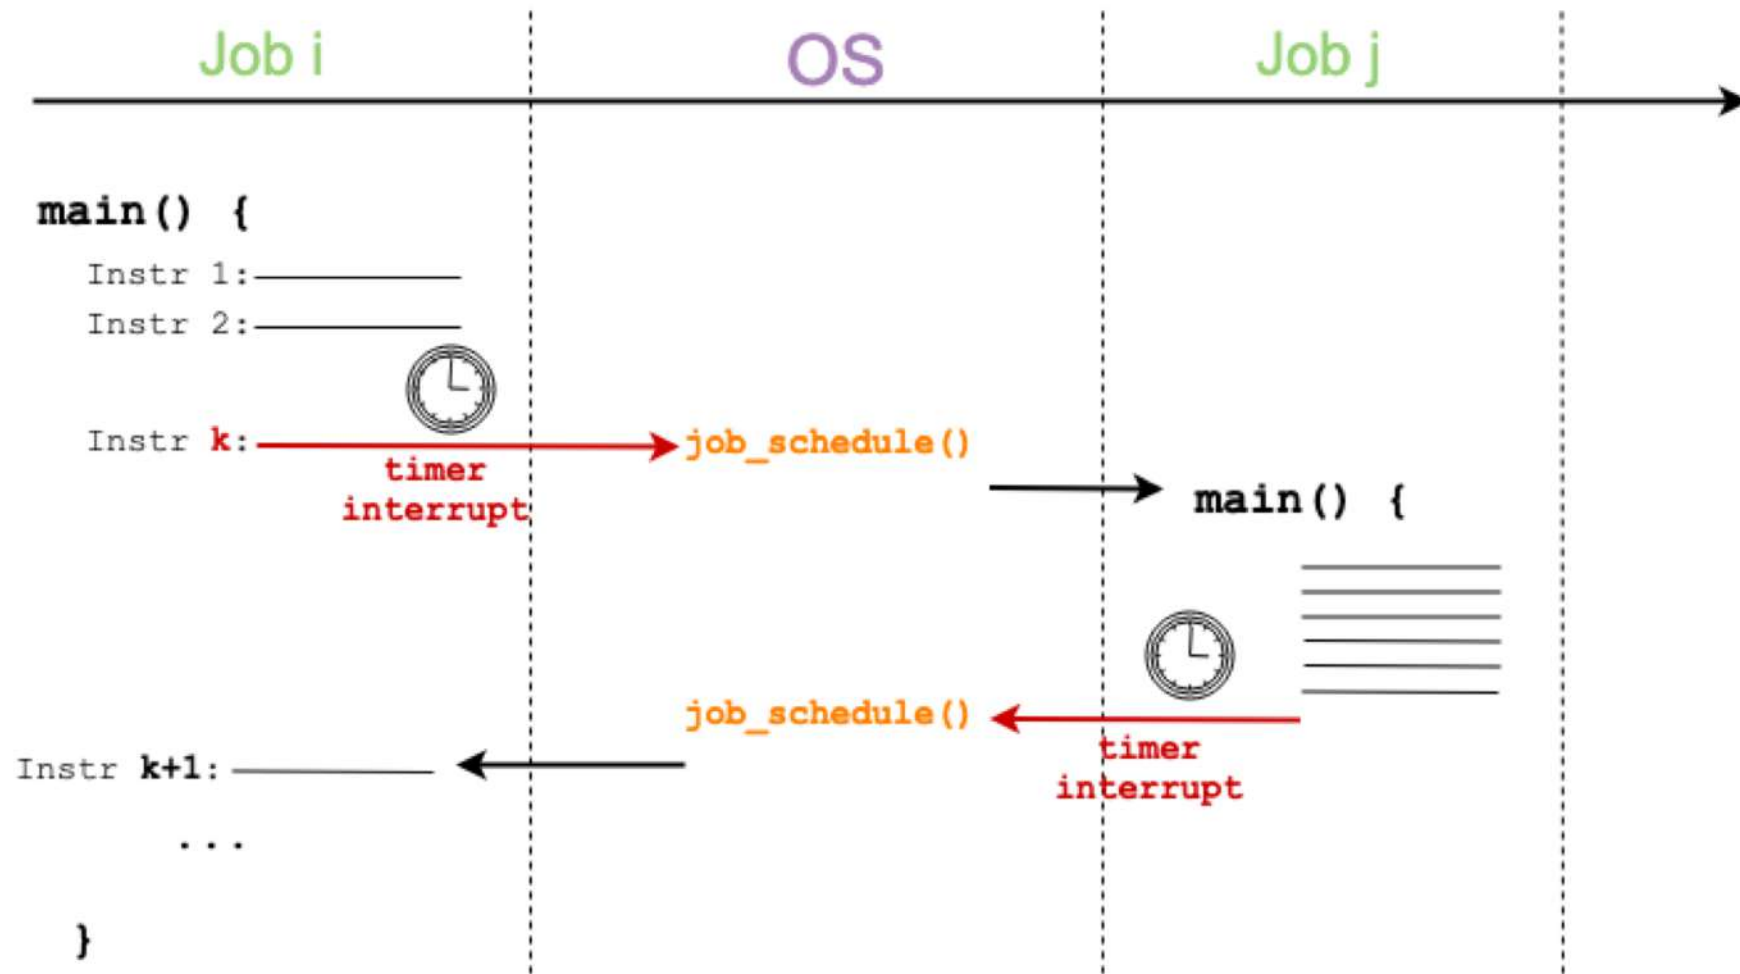 Job i
OS
Job j
main() {
Instr 1:
Instr 2:
Instr k:
timer
interrupt
job_schedule()
main() {
job_schedule()
timer
interrupt
Instr k+1:
...
}